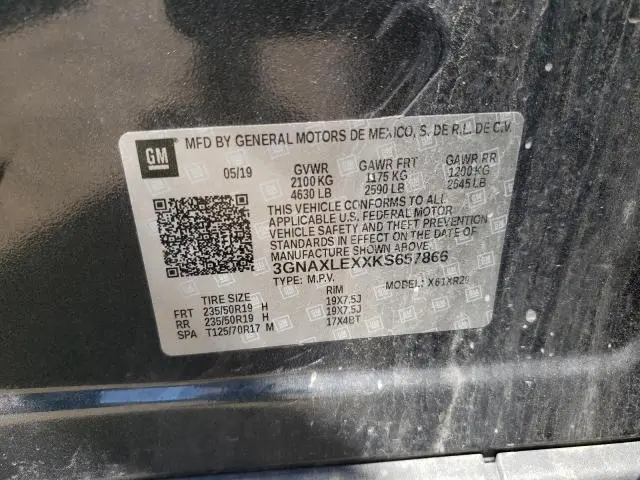 GM
MFD BY GENERAL MOTORS DE MEXICO, S. DE R.L. DE C.V.
05/19 GVWR GAWR FRT GAWR RR
2100 KG 1175 KG 1200 KG
4630 LB 2590 LB 2645 LB
THIS VEHICLE CONFORMS TO ALL
APPLICABLE U.S. FEDERAL MOTOR
VEHICLE SAFETY AND THEFT PREVENTION
STANDARDS IN EFFECT ON THE DATE OF
MANUFACTURE SHOWN ABOVE.
3GNAXLEXXKS657866
TYPE: M.P.V. MODEL: X61XR26
TIRE SIZE RIM
FRT 235/50R19 H 19X7.5J
RR 235/50R19 H 19X7.5J
SPA T125/70R17 M 17X4BT